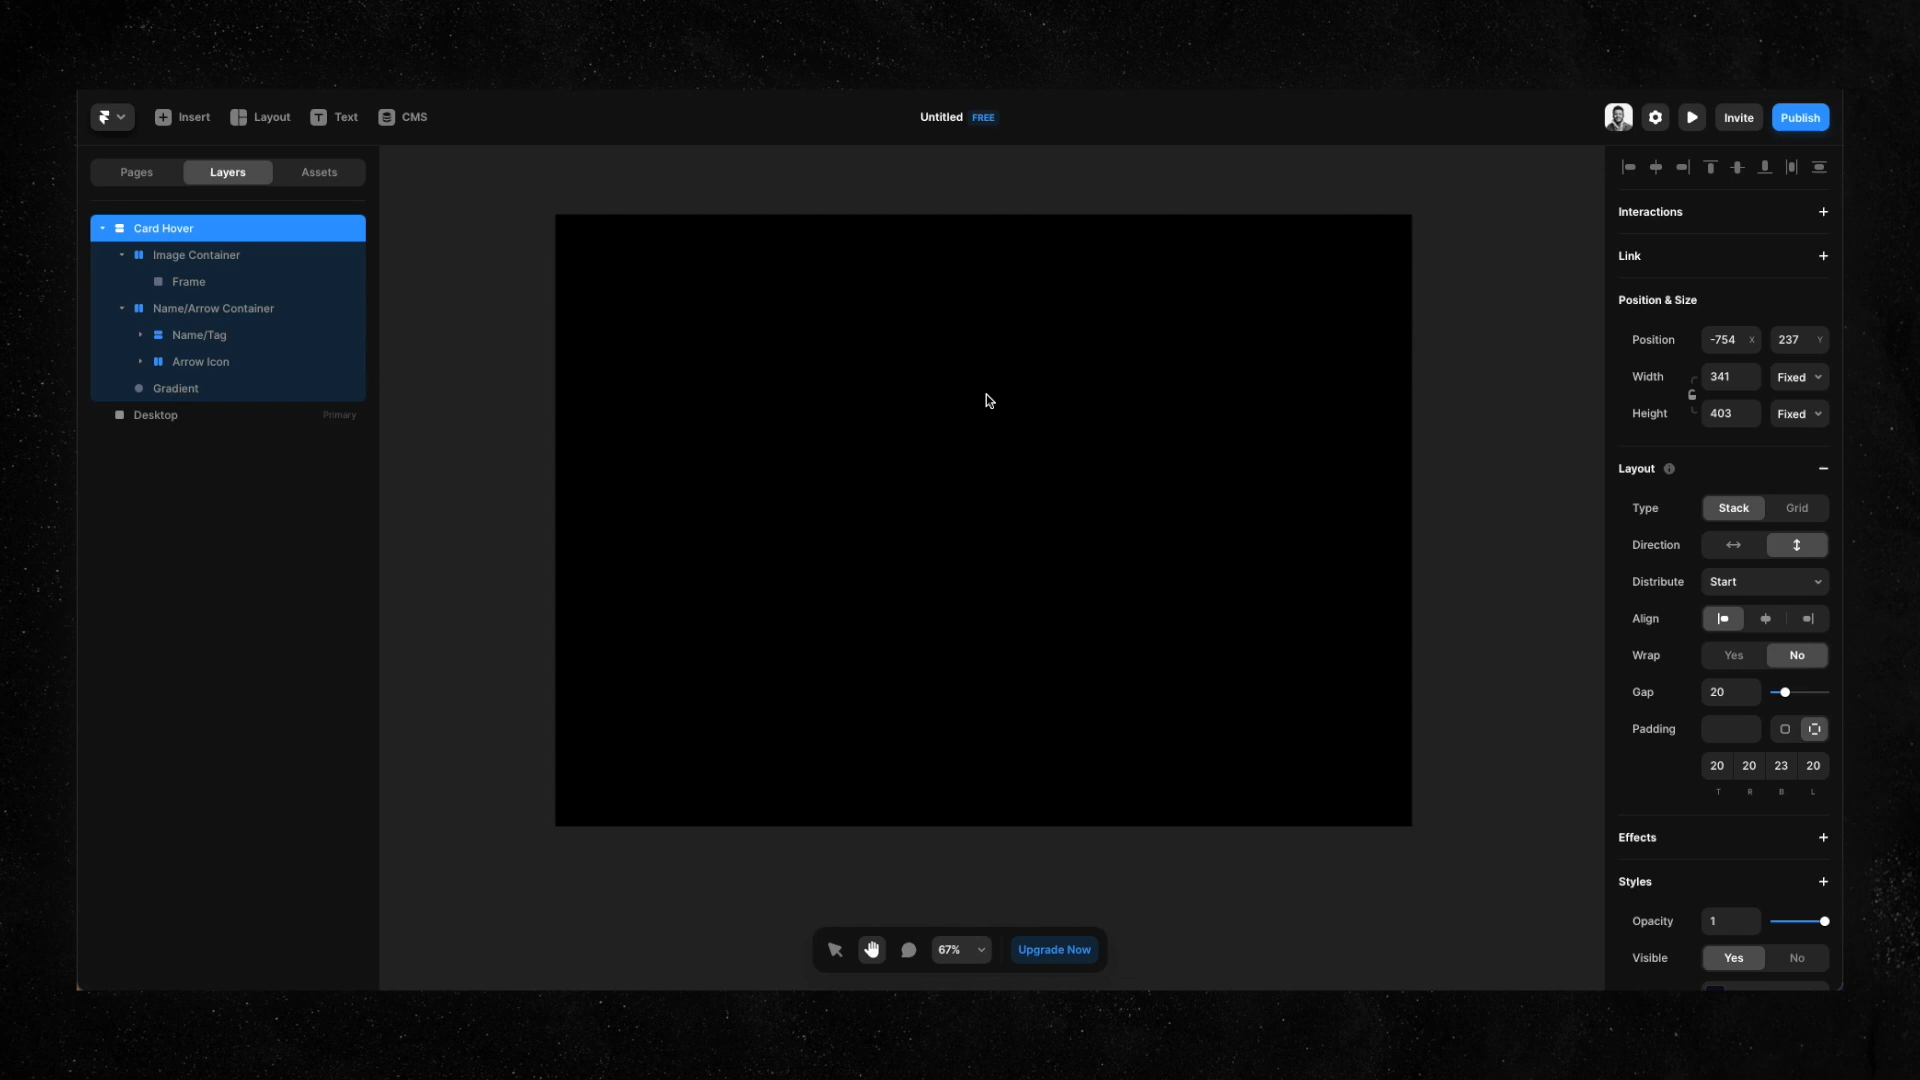 Insert
Layout
Text
CMS
Untitled FREE
Invite
Publish
Pages
Layers
Assets
Card Hover
Image Container
Frame
Name/Arrow Container
Name/Tag
Arrow Icon
Gradient
Desktop Primary
67%
Upgrade Now
Interactions
Link
Position & Size
Position -754 X 237 Y
Width 341 Fixed
Height 403 Fixed
Layout
Type Stack Grid
Direction
Distribute Start
Align
Wrap Yes No
Gap 20
Padding
20 20 23 20
T R B L
Effects
Styles
Opacity 1
Visible Yes No